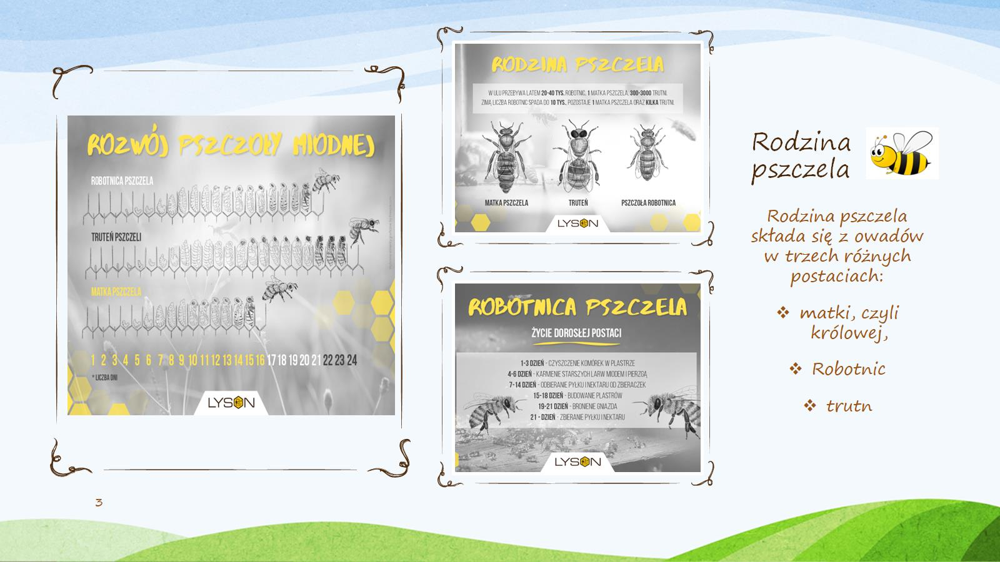 ROZWÓJ PSZCZOŁY MIODNEJ
ROBOTNICA PSZCZELA
TRUTEŃ PSZCZELI
MATKA PSZCZELA
1 2 3 4 5 6 7 8 9 10 11 12 13 14 15 16 17 18 19 20 21 22 23 24
* LICZBA DNI
LYSON
3
RODZINA PSZCZELA
W ULU PRZEBYWA LATEM 20-40 TYS. ROBOTNIC, 1 MATKA PSZCZELA, 300-3000 TRUTNI.
ZIMĄ LICZBA ROBOTNIC SPADA DO 10 TYS., POZOSTAJE 1 MATKA PSZCZELA ORAZ KILKA TRUTNI.
MATKA PSZCZELA
TRUTEŃ
PSZCZOŁA ROBOTNICA
LYSON
ROBOTNICA PSZCZELA
ŻYCIE DOROSŁEJ POSTACI
1-3 DZIEŃ - CZYSZCZENIE KOMÓREK W PLASTRZE
4-6 DZIEŃ - KARMIENIE STARSZYCH LARW MIODEM I PIERZGĄ
7-14 DZIEŃ - ODBIERANIE PYŁKU I NEKTARU OD ZBIERACZEK
15-18 DZIEŃ - BUDOWANIE PLASTRÓW
19-21 DZIEŃ - BRONIENIE GNIAZDA
21 - DZIEŃ - ZBIERANIE PYŁKU I NEKTARU
LYSON
Rodzina
pszczela
Rodzina pszczela
składa się z owadów
w trzech różnych
postaciach:
❖ matki, czyli
królowej,
❖ Robotnic
❖ trutn